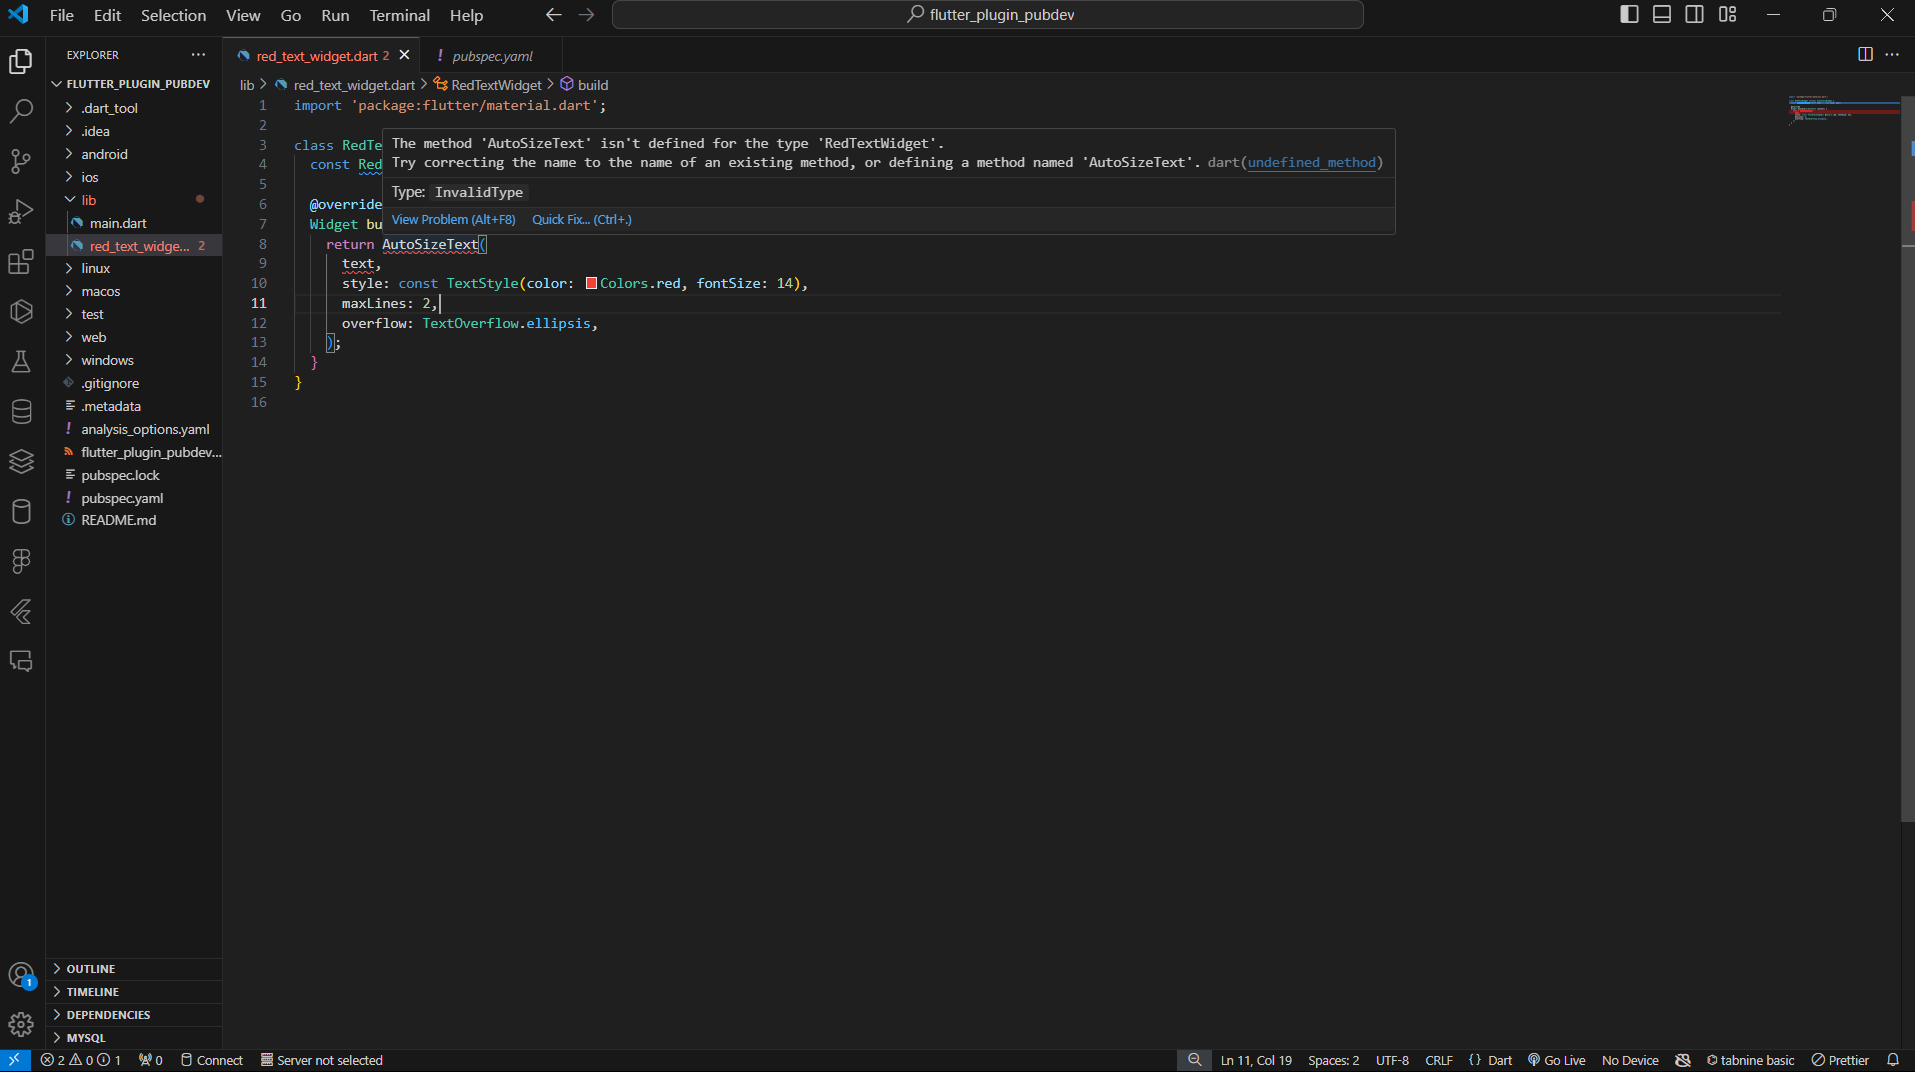 File Edit Selection View Go Run Terminal Help
flutter_plugin_pubdev
EXPLORER
red_text_widget.dart 2
pubspec.yaml
FLUTTER_PLUGIN_PUBDEV
.dart_tool
.idea
android
ios
lib
main.dart
red_text_widge... 2
linux
macos
test
web
windows
.gitignore
.metadata
analysis_options.yaml
flutter_plugin_pubdev...
pubspec.lock
pubspec.yaml
README.md
OUTLINE
TIMELINE
DEPENDENCIES
MYSQL
1
lib > red_text_widget.dart > RedTextWidget > build
1 import 'package:flutter/material.dart';
2
3 class RedTe
4 const Red
5
6 @override
7 Widget bu
8 return AutoSizeText(
9 text,
10 style: const TextStyle(color: Colors.red, fontSize: 14),
11 maxLines: 2,
12 overflow: TextOverflow.ellipsis,
13 );
14 }
15 }
16
The method 'AutoSizeText' isn't defined for the type 'RedTextWidget'.
Try correcting the name to the name of an existing method, or defining a method named 'AutoSizeText'. dart(undefined_method)
Type: InvalidType
View Problem (Alt+F8) Quick Fix... (Ctrl+.)
2 0 1 0 Connect Server not selected
Ln 11, Col 19 Spaces: 2 UTF-8 CRLF {} Dart Go Live No Device tabnine basic Prettier